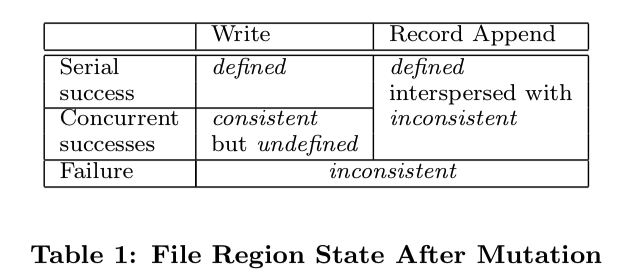 Write Record Append
Serial defined defined
success interspersed with
Concurrent consistent inconsistent
successes but undefined
Failure inconsistent
Table 1: File Region State After Mutation